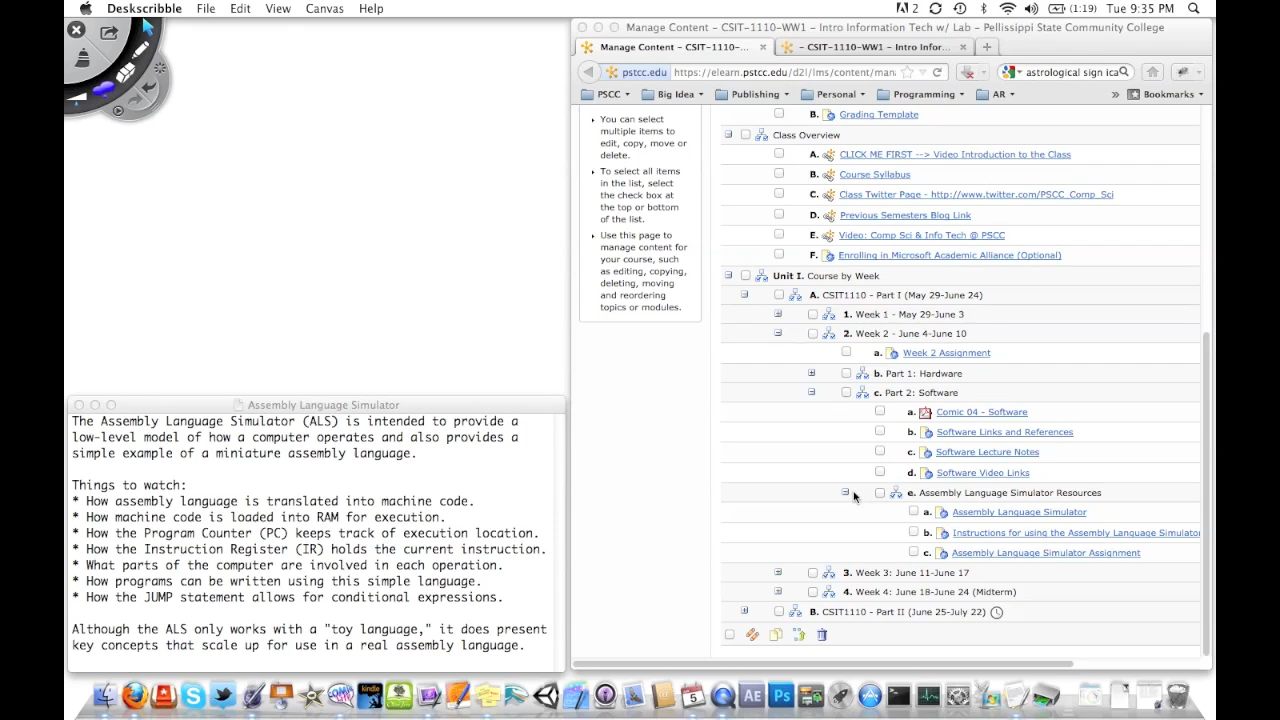 Deskscribble File Edit View Canvas Help 2 (1:19) Tue 9:35 PM
Manage Content – CSIT-1110-WW1 – Intro Information Tech w/ Lab – Pellissippi State Community College
Manage Content – CSIT-1110-... – CSIT-1110-WW1 – Intro Infor...
pstcc.edu https://elearn.pstcc.edu/d2l/lms/content/man astrological sign ica
PSCC Big Idea Publishing Personal Programming AR » Bookmarks
You can select
multiple items to
edit, copy, move or
delete.
To select all items
in the list, select
the check box at
the top or bottom
of the list.
Use this page to
manage content for
your course, such
as editing, copying,
deleting, moving
and reordering
topics or modules.
B. Grading Template
Class Overview
A. CLICK ME FIRST --> Video Introduction to the Class
B. Course Syllabus
C. Class Twitter Page - http://www.twitter.com/PSCC_Comp_Sci
D. Previous Semesters Blog Link
E. Video: Comp Sci & Info Tech @ PSCC
F. Enrolling in Microsoft Academic Alliance (Optional)
Unit I. Course by Week
A. CSIT1110 - Part I (May 29-June 24)
1. Week 1 - May 29-June 3
2. Week 2 - June 4-June 10
a. Week 2 Assignment
b. Part 1: Hardware
c. Part 2: Software
a. Comic 04 - Software
b. Software Links and References
c. Software Lecture Notes
d. Software Video Links
e. Assembly Language Simulator Resources
a. Assembly Language Simulator
b. Instructions for using the Assembly Language Simulator
c. Assembly Language Simulator Assignment
3. Week 3: June 11-June 17
4. Week 4: June 18-June 24 (Midterm)
B. CSIT1110 - Part II (June 25-July 22)
Assembly Language Simulator
The Assembly Language Simulator (ALS) is intended to provide a
low-level model of how a computer operates and also provides a
simple example of a miniature assembly language.
Things to watch:
* How assembly language is translated into machine code.
* How machine code is loaded into RAM for execution.
* How the Program Counter (PC) keeps track of execution location.
* How the Instruction Register (IR) holds the current instruction.
* What parts of the computer are involved in each operation.
* How programs can be written using this simple language.
* How the JUMP statement allows for conditional expressions.
Although the ALS only works with a "toy language," it does present
key concepts that scale up for use in a real assembly language.
kindle
5
AE
Ps